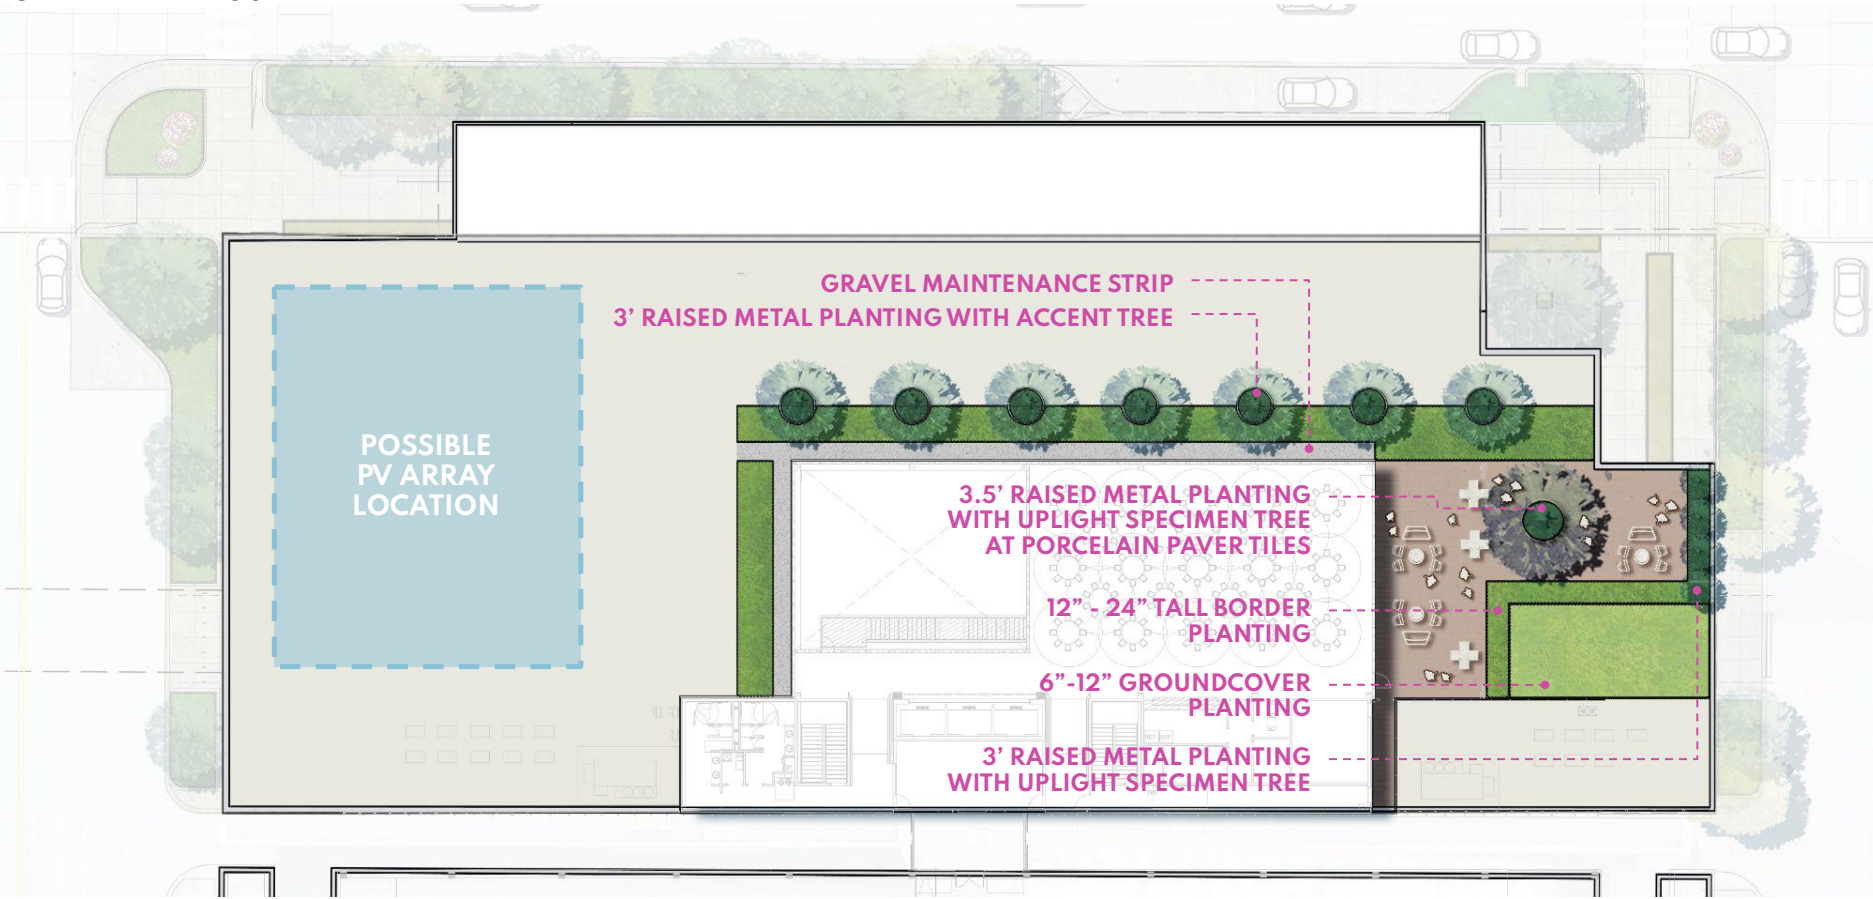 GRAVEL MAINTENANCE STRIP
3’ RAISED METAL PLANTING WITH ACCENT TREE
POSSIBLE
PV ARRAY
LOCATION
3.5’ RAISED METAL PLANTING
WITH UPLIGHT SPECIMEN TREE
AT PORCELAIN PAVER TILES
12” - 24” TALL BORDER
PLANTING
6”-12” GROUNDCOVER
PLANTING
3’ RAISED METAL PLANTING
WITH UPLIGHT SPECIMEN TREE